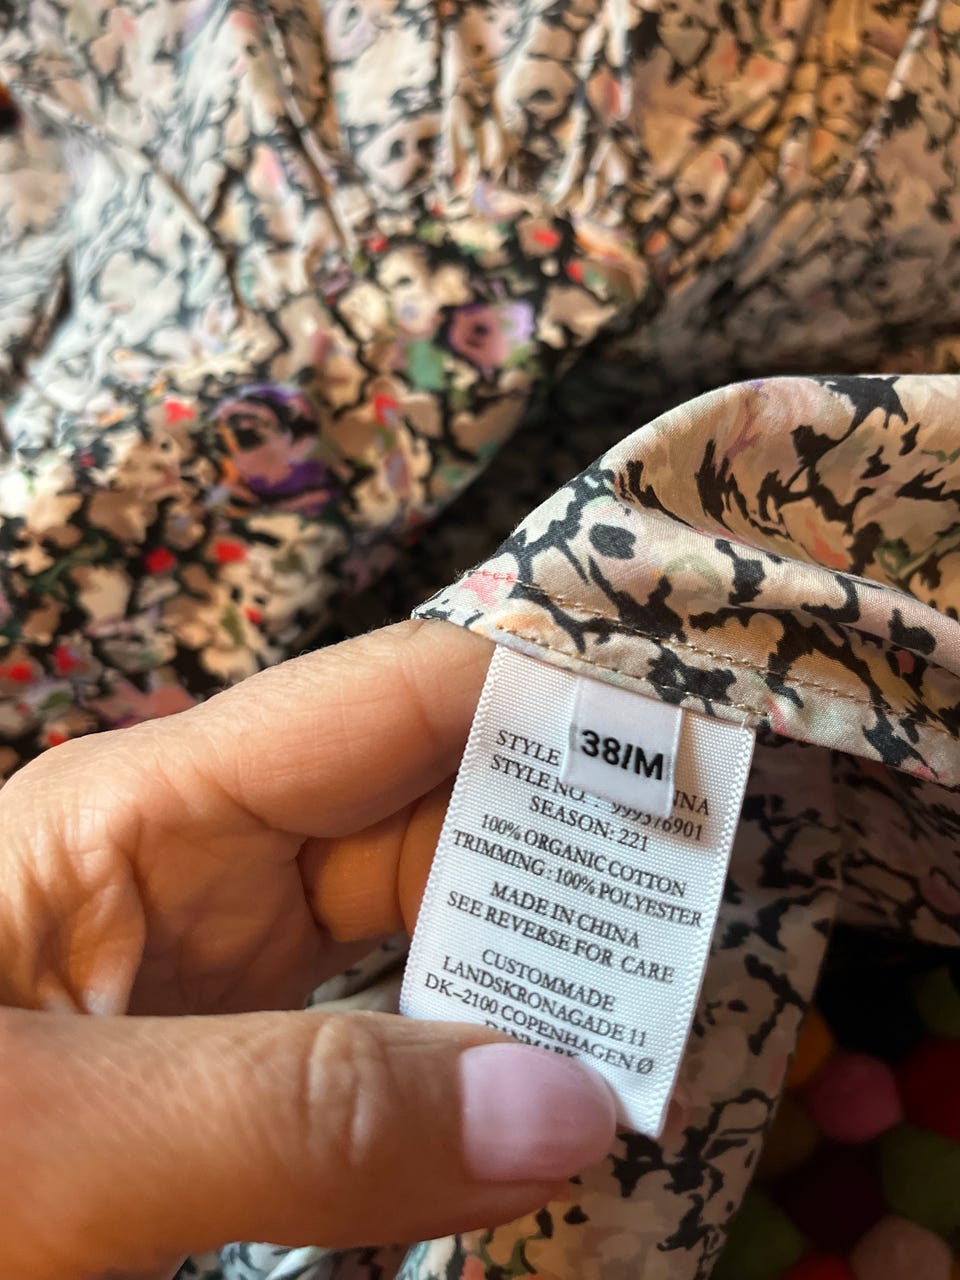 38/M
STYLE
STYLE NO. : 999376901
SEASON: 221
100% ORGANIC COTTON
TRIMMING : 100% POLYESTER
MADE IN CHINA
SEE REVERSE FOR CARE
CUSTOMMADE
LANDSKRONAGADE 11
DK-2100 COPENHAGEN Ø
DANMARK